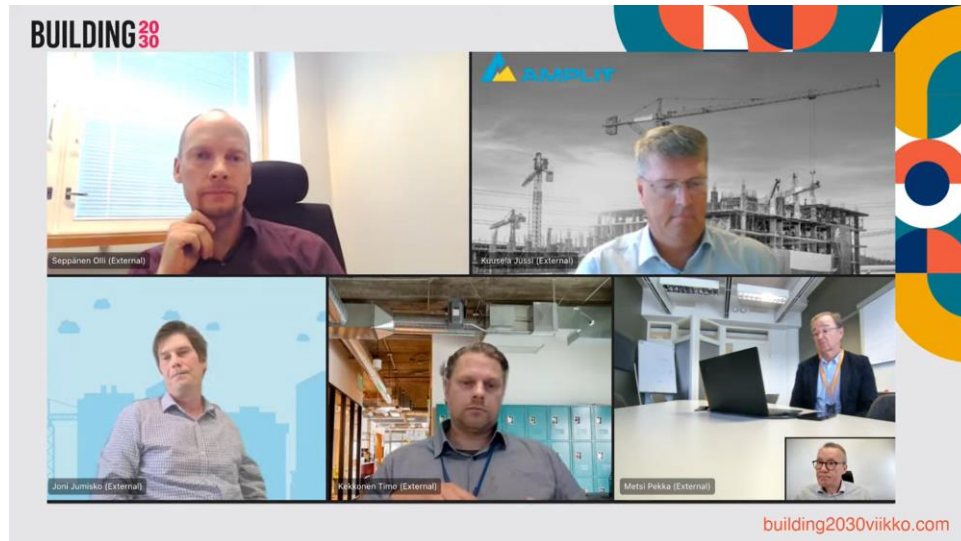 BUILDING 20
30
AMPLIT
Seppänen Olli (External)
Kuusela Jussi (External)
Joni Jumisko (External)
Kekkonen Timo (External)
Metsi Pekka (External)
building2030viikko.com